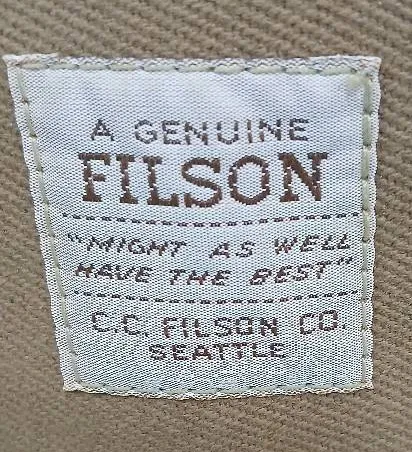 A GENUINE
FILSON
"MIGHT AS WELL
HAVE THE BEST"
C.C. FILSON CO.
SEATTLE